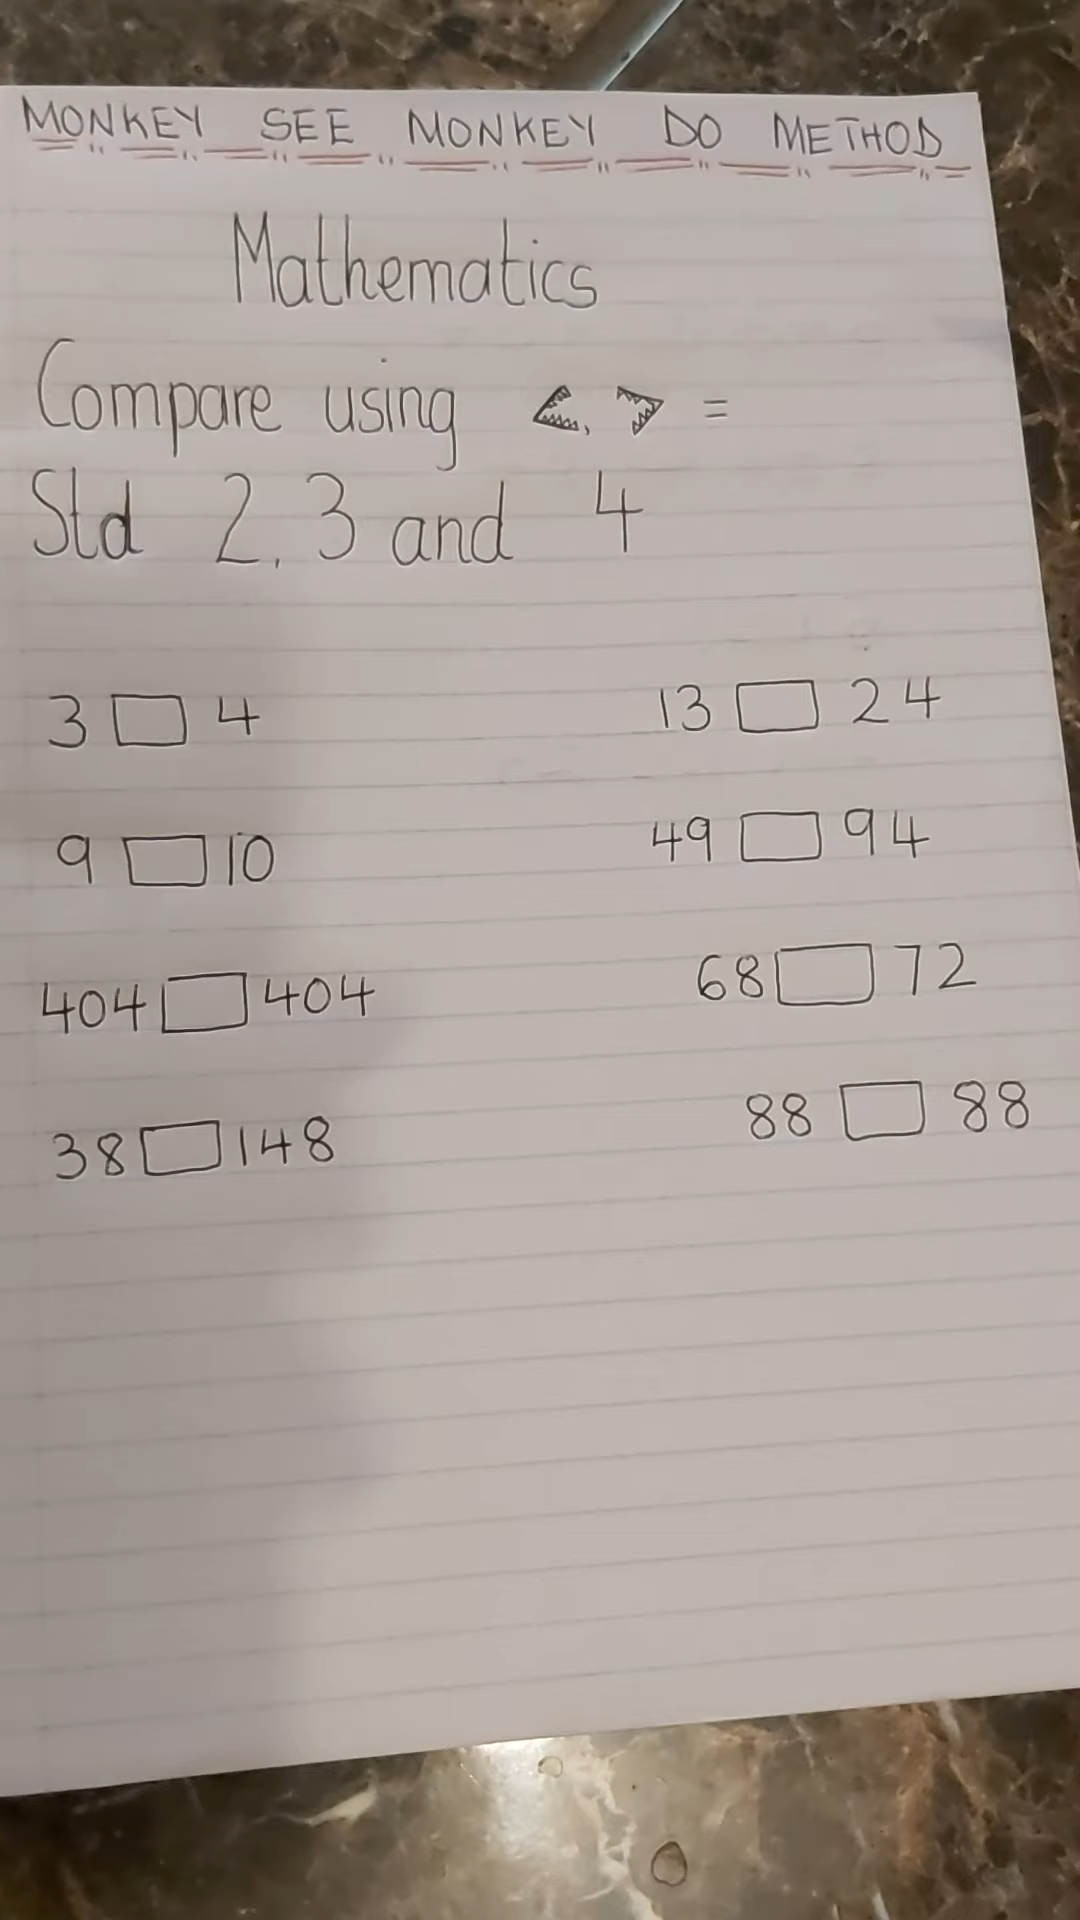 MONKEY SEE MONKEY DO METHOD
Mathematics
Compare using <, > =
Std 2, 3 and 4
3 □ 4
13 □ 24
9 □ 10
49 □ 94
404 □ 404
68 □ 72
38 □ 148
88 □ 88